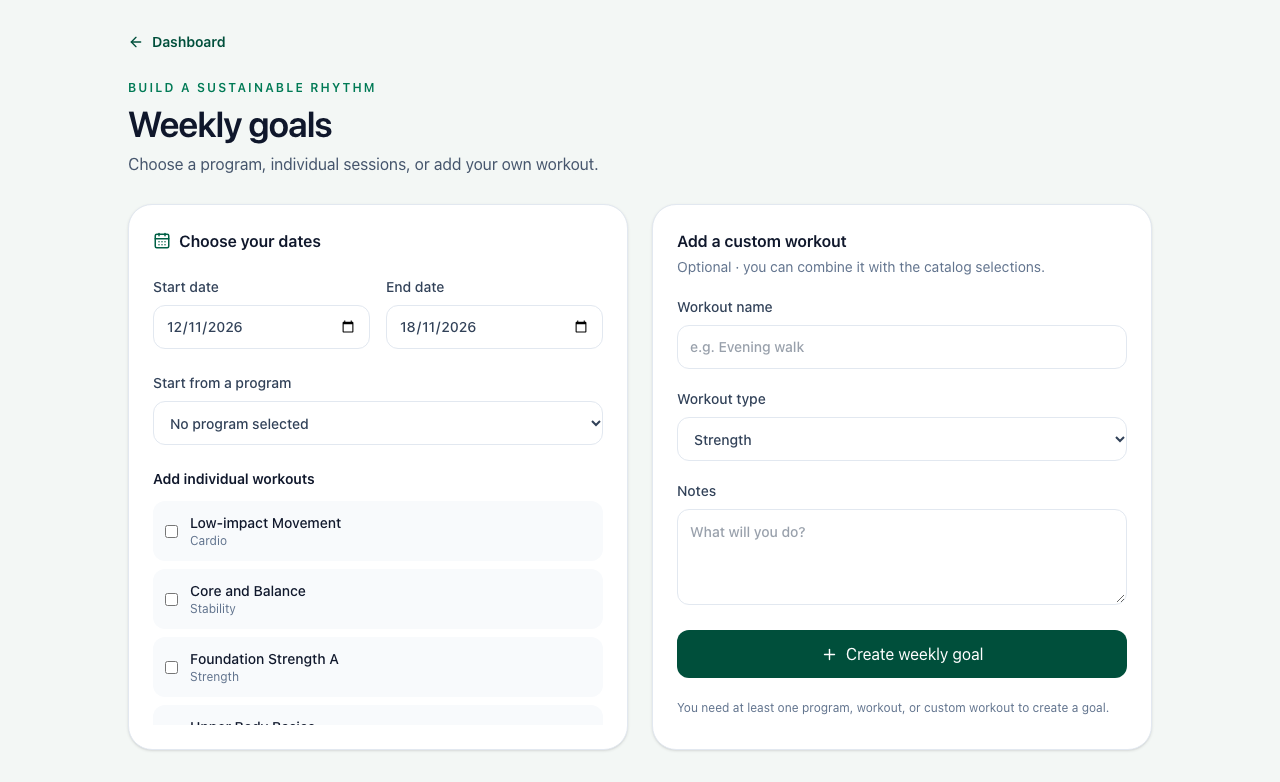 Dashboard
BUILD A SUSTAINABLE RHYTHM
Weekly goals
Choose a program, individual sessions, or add your own workout.
Choose your dates
Start date
End date
12/11/2026
18/11/2026
Start from a program
No program selected
Add individual workouts
Low-impact Movement
Cardio
Core and Balance
Stability
Foundation Strength A
Strength
Upper Body Basics
Add a custom workout
Optional · you can combine it with the catalog selections.
Workout name
e.g. Evening walk
Workout type
Strength
Notes
What will you do?
Create weekly goal
You need at least one program, workout, or custom workout to create a goal.